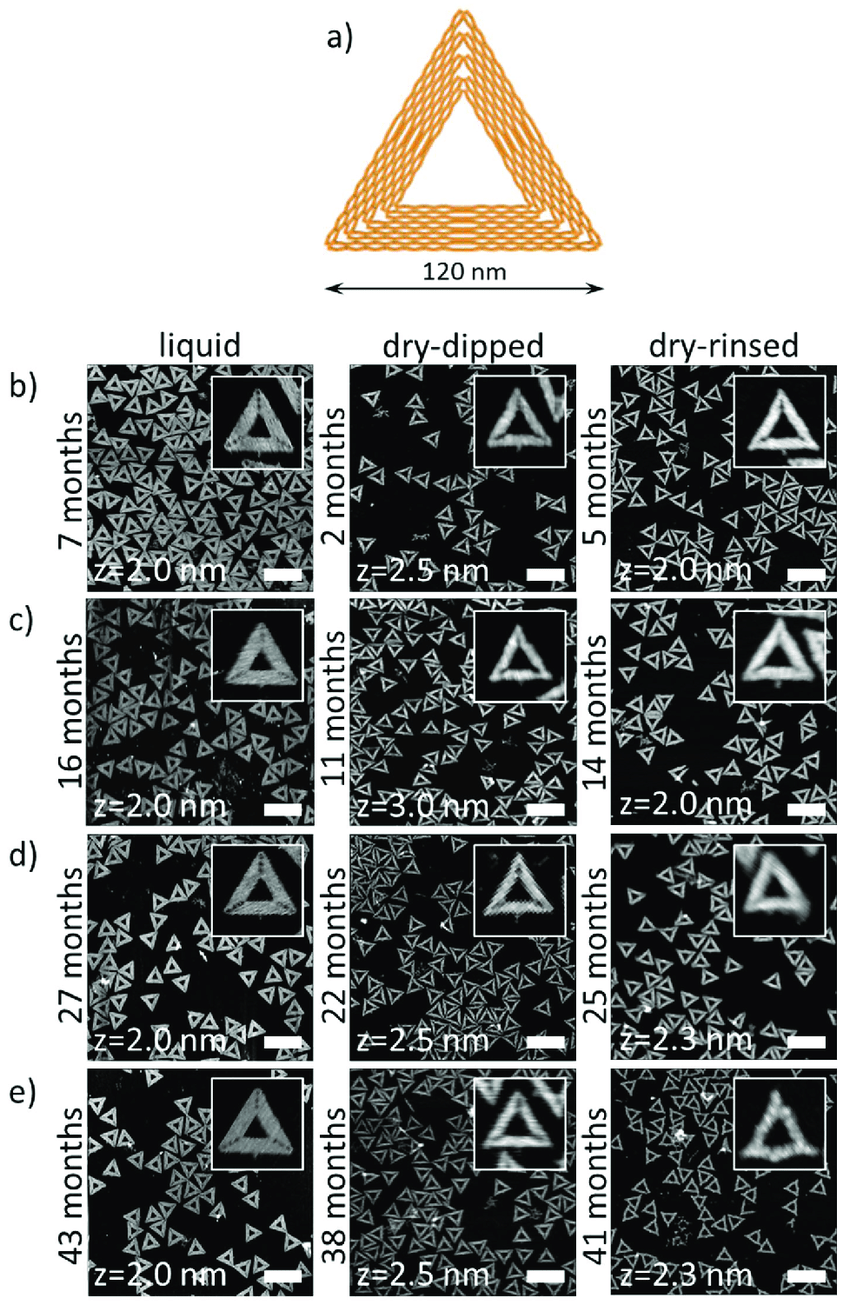 a)
120 nm
liquid
dry-dipped
dry-rinsed
b)
7 months
z=2.0 nm
2 months
z=2.5 nm
5 months
z=2.0 nm
c)
16 months
z=2.0 nm
11 months
z=3.0 nm
14 months
z=2.0 nm
d)
27 months
z=2.0 nm
22 months
z=2.5 nm
25 months
z=2.3 nm
e)
43 months
z=2.0 nm
38 months
z=2.5 nm
41 months
z=2.3 nm